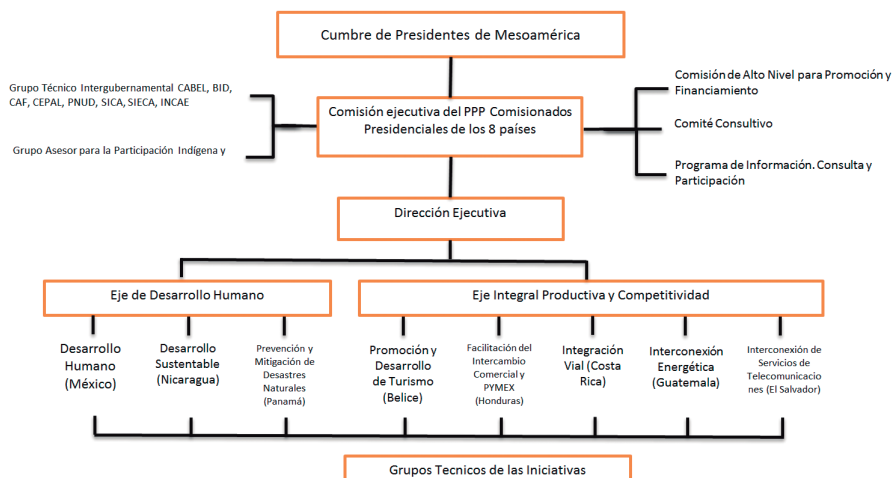 Cumbre de Presidentes de Mesoamérica
Grupo Técnico Intergubernamental CABEL, BID,
CAF, CEPAL, PNUD, SICA, SIECA, INCAE
Grupo Asesor para la Participación Indígena y
Comisión ejecutiva del PPP Comisionados
Presidenciales de los 8 países
Comisión de Alto Nivel para Promoción y
Financiamiento
Comité Consultivo
Programa de Información. Consulta y
Participación
Dirección Ejecutiva
Eje de Desarrollo Humano
Eje Integral Productiva y Competitividad
Desarrollo
Humano
(México)
Desarrollo
Sustentable
(Nicaragua)
Prevención y
Mitigación de
Desastres
Naturales
(Panamá)
Promoción y
Desarrollo
de Turismo
(Belice)
Facilitación del
Intercambio
Comercial y
PYMEX
(Honduras)
Integración
Vial (Costa
Rica)
Interconexión
Energética
(Guatemala)
Interconexión de
Servicios de
Telecomunicacio
nes (El Salvador)
Grupos Tecnicos de las Iniciativas